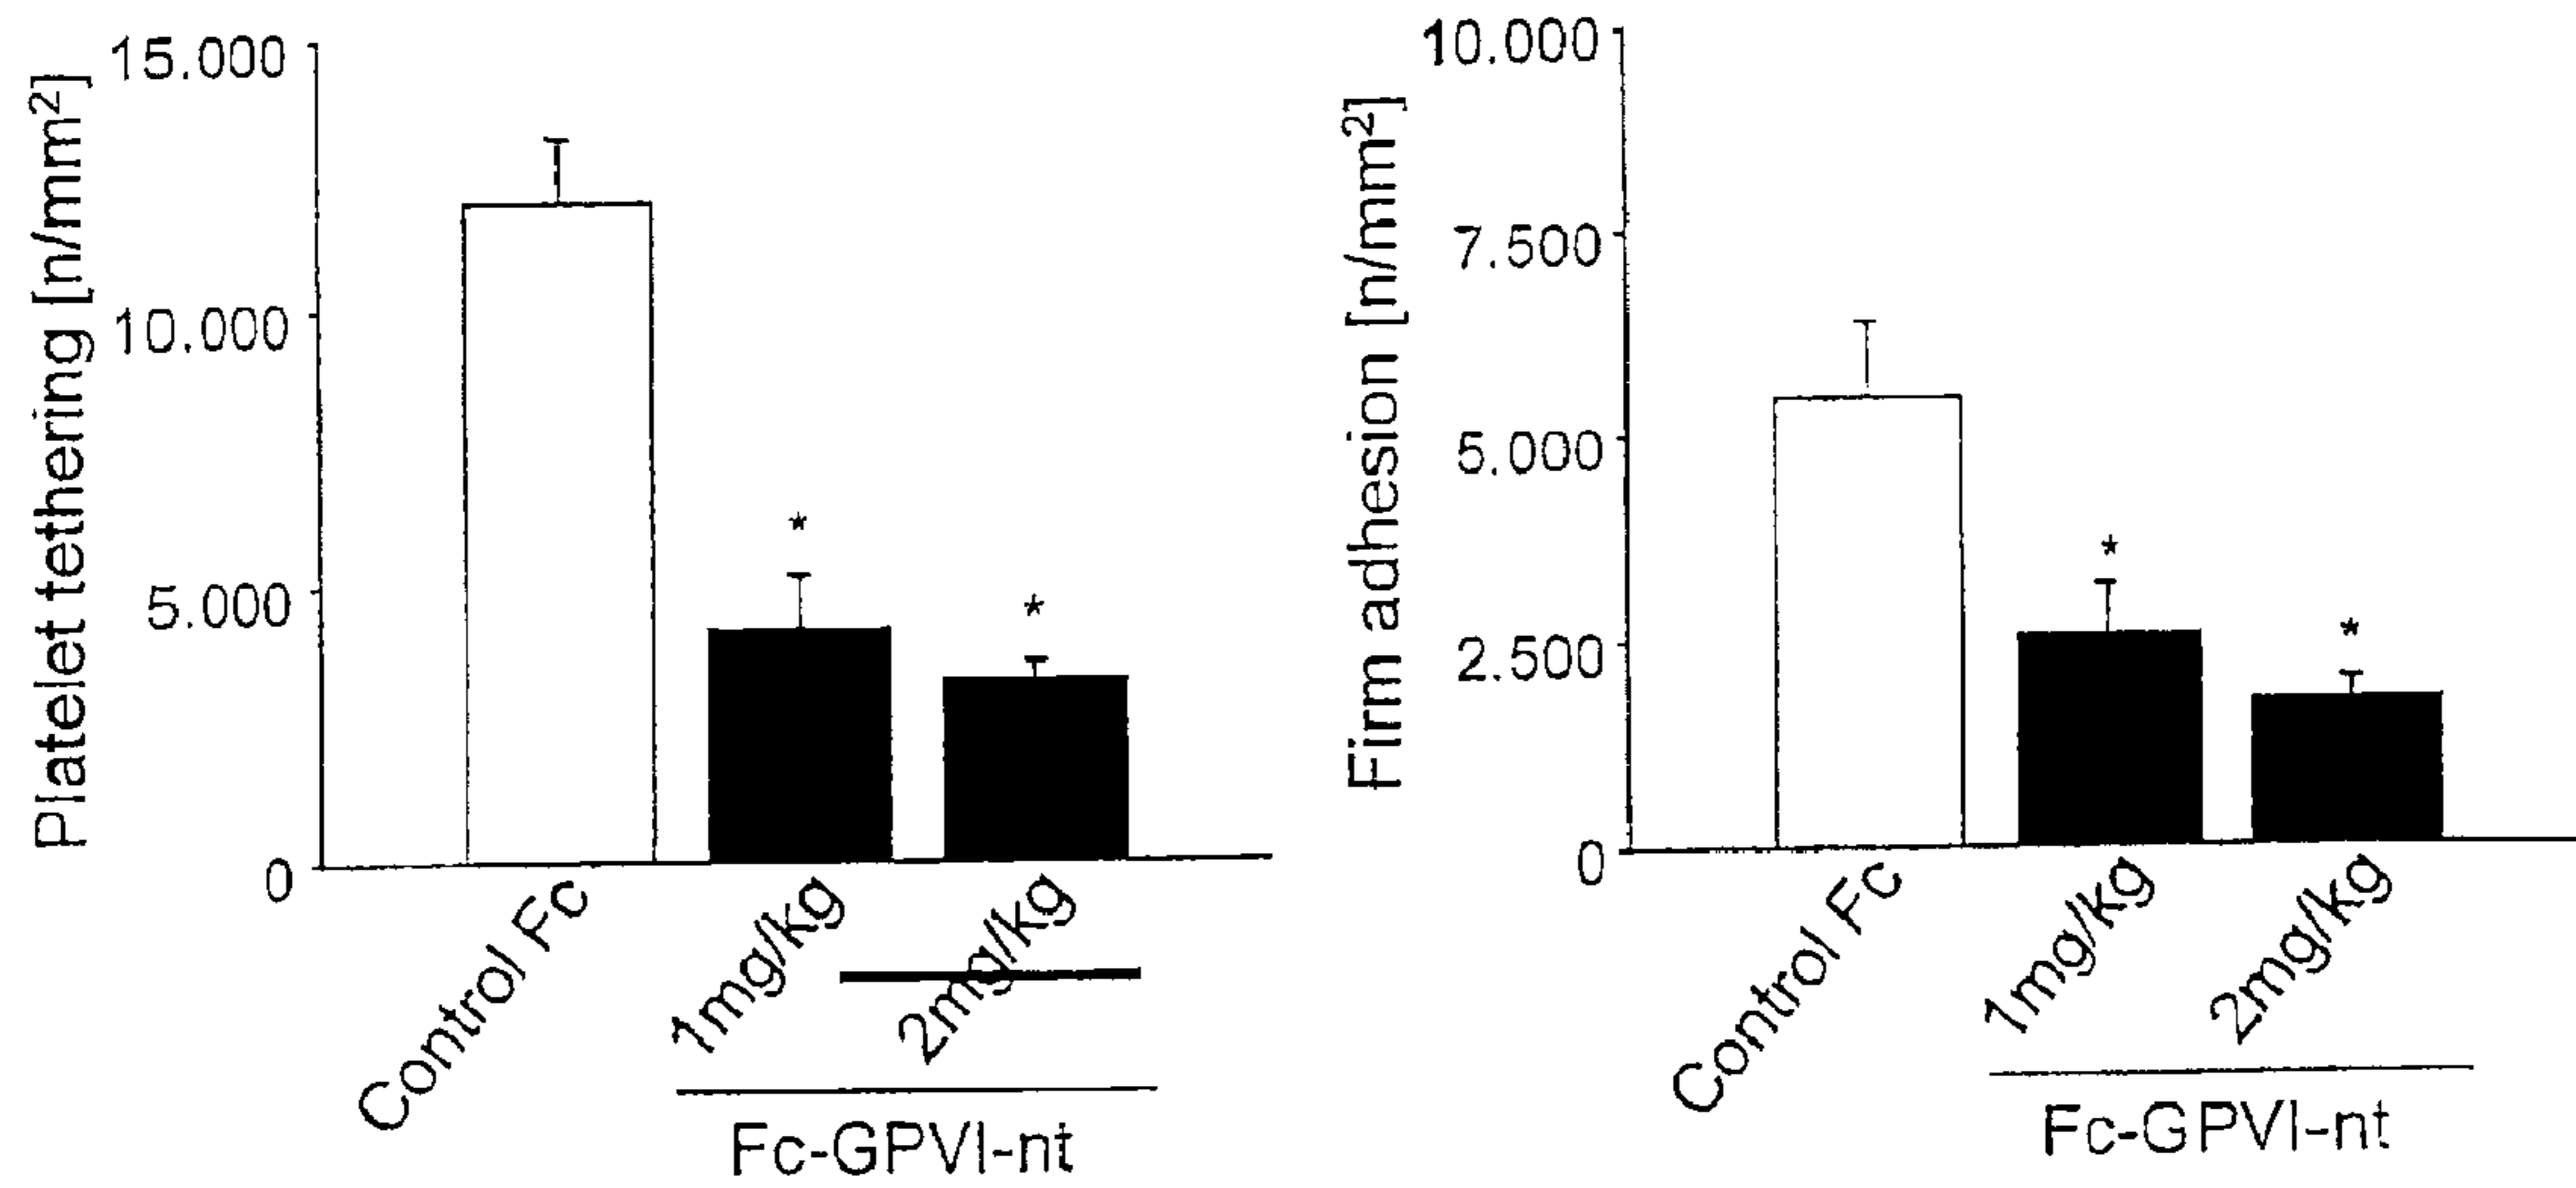 Platelet tethering [n/mm²]
15.000
10.000
5.000
0
*
*
Control Fc
1mg/kg
2mg/kg
Fc-GPVI-nt
Firm adhesion [n/mm²]
10.000
7.500
5.000
2.500
0
*
*
Control Fc
1mg/kg
2mg/kg
Fc-GPVI-nt